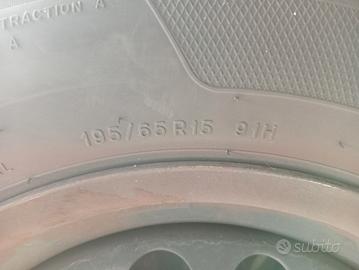 TRACTION A
A
195/65R15 91H
subito